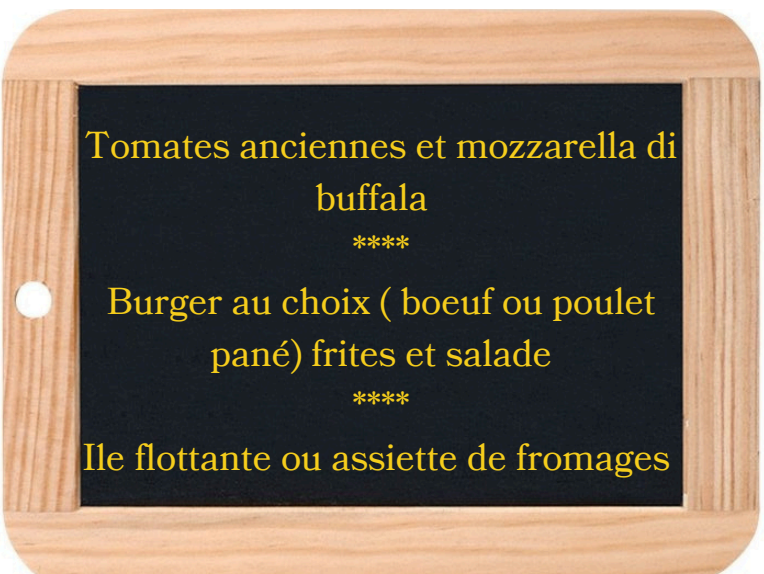 Tomates anciennes et mozzarella di
buffala
****
Burger au choix ( boeuf ou poulet
pané) frites et salade
****
Ile flottante ou assiette de fromages